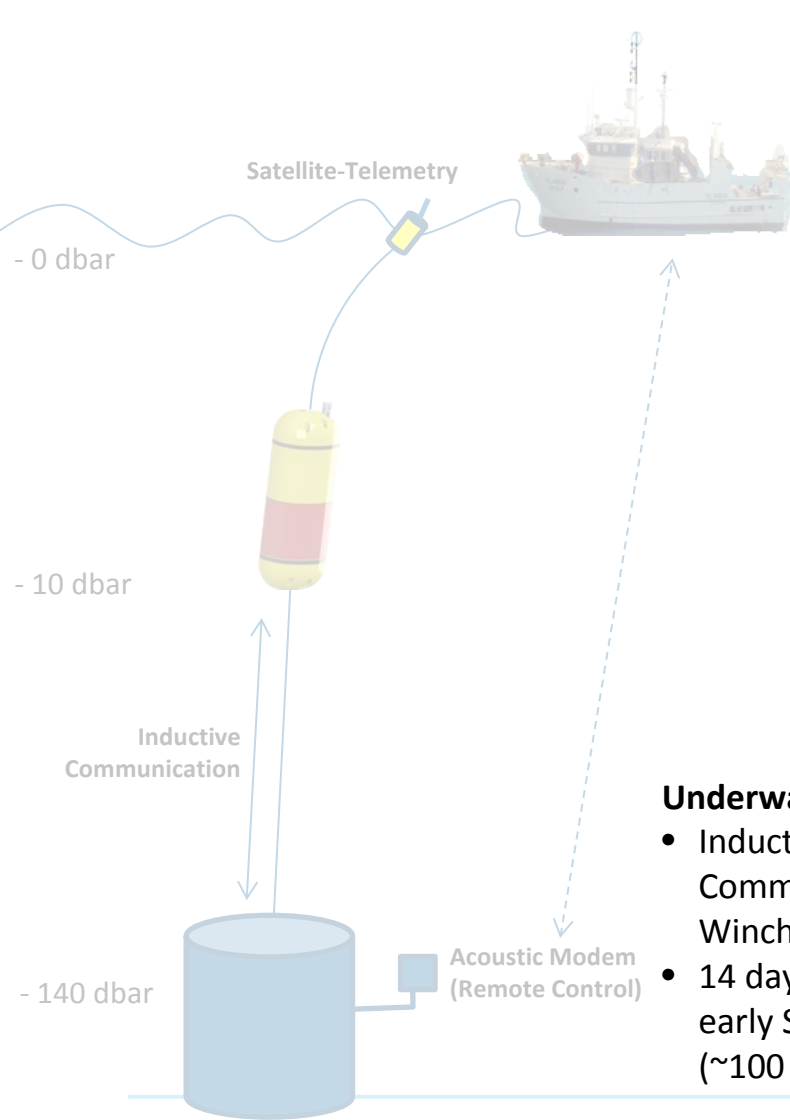 Satellite-Telemetry
- 0 dbar
- 10 dbar
Inductive
Communication
Acoustic Modem
(Remote Control)
- 140 dbar
Underwa
• Induct
Comm
Winch
• 14 day
early S
(~100